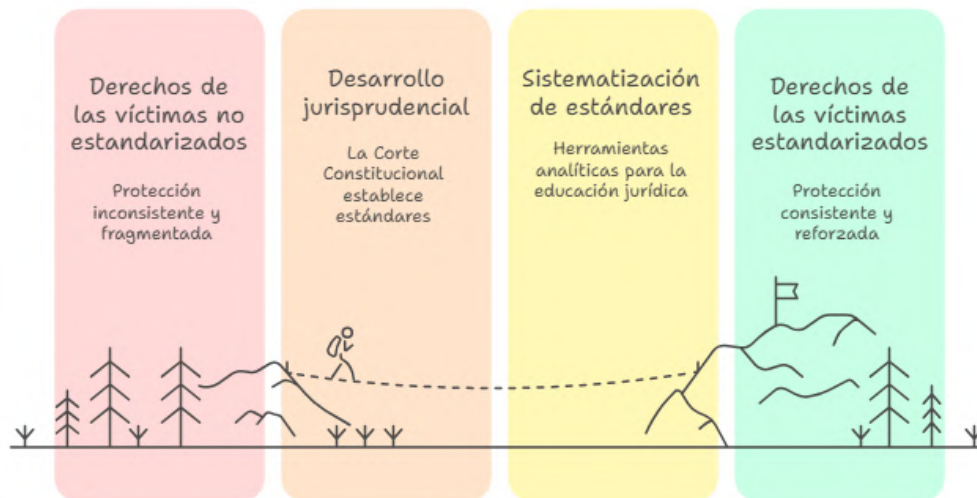 Derechos de
las víctimas no
estandarizados
Protección
inconsistente y
fragmentada
Desarrollo
jurisprudencial
La Corte
Constitucional
establece
estándares
Sistematización
de estándares
Herramientas
analíticas para la
educación jurídica
Derechos de
las víctimas
estandarizados
Protección
consistente y
reforzada